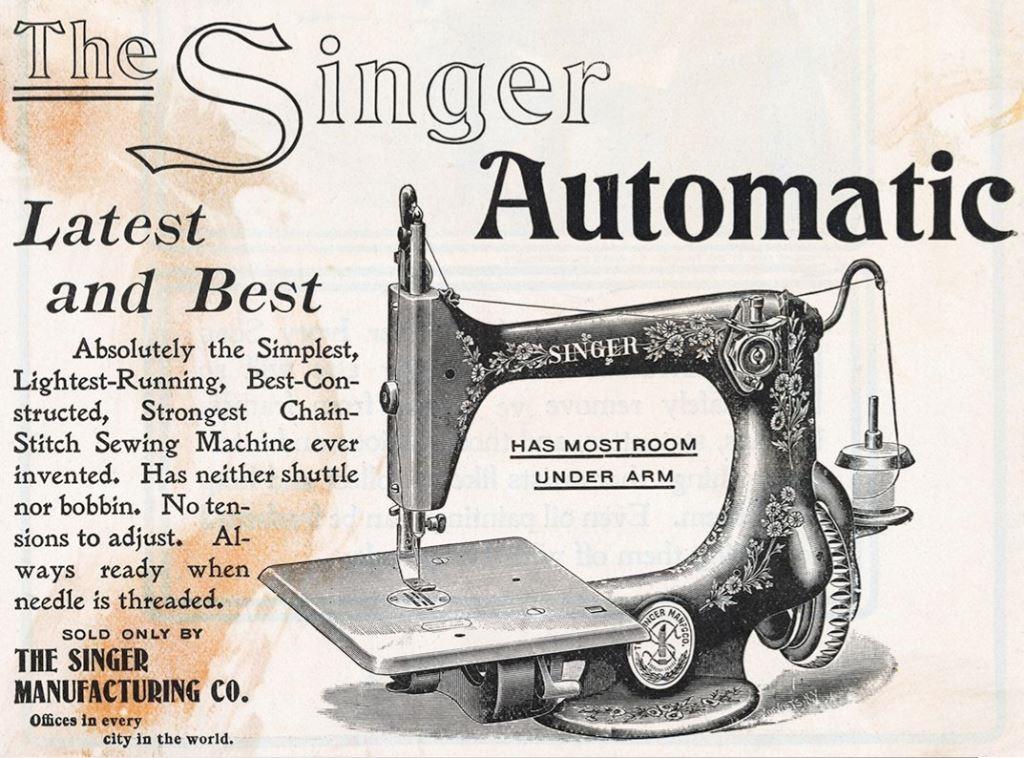 The Singer
Automatic
Latest
and Best
Absolutely the Simplest,
Lightest-Running, Best-Con-
structed, Strongest Chain-
Stitch Sewing Machine ever
invented. Has neither shuttle
nor bobbin. No ten-
sions to adjust. Al-
ways ready when
needle is threaded.
SOLD ONLY BY
THE SINGER
MANUFACTURING CO.
Offices in every
city in the world.
SINGER
HAS MOST ROOM
UNDER ARM
SINGER MANFG CO.